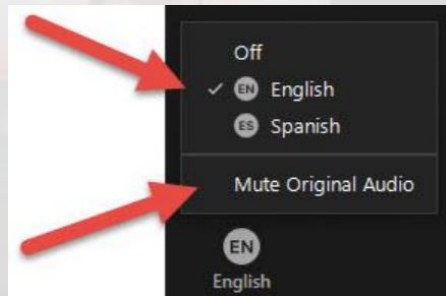 Off
EN English
ES Spanish
Mute Original Audio
EN
English